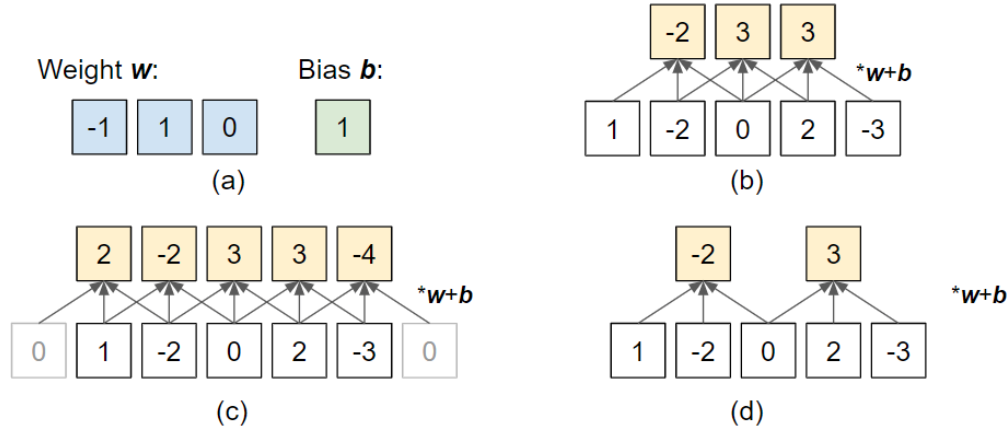 Weight w: Bias b:
-1 1 0 1
(a)
-2 3 3
*w+b
1 -2 0 2 -3
(b)
2 -2 3 3 -4
*w+b
0 1 -2 0 2 -3 0
(c)
-2 3
*w+b
1 -2 0 2 -3
(d)